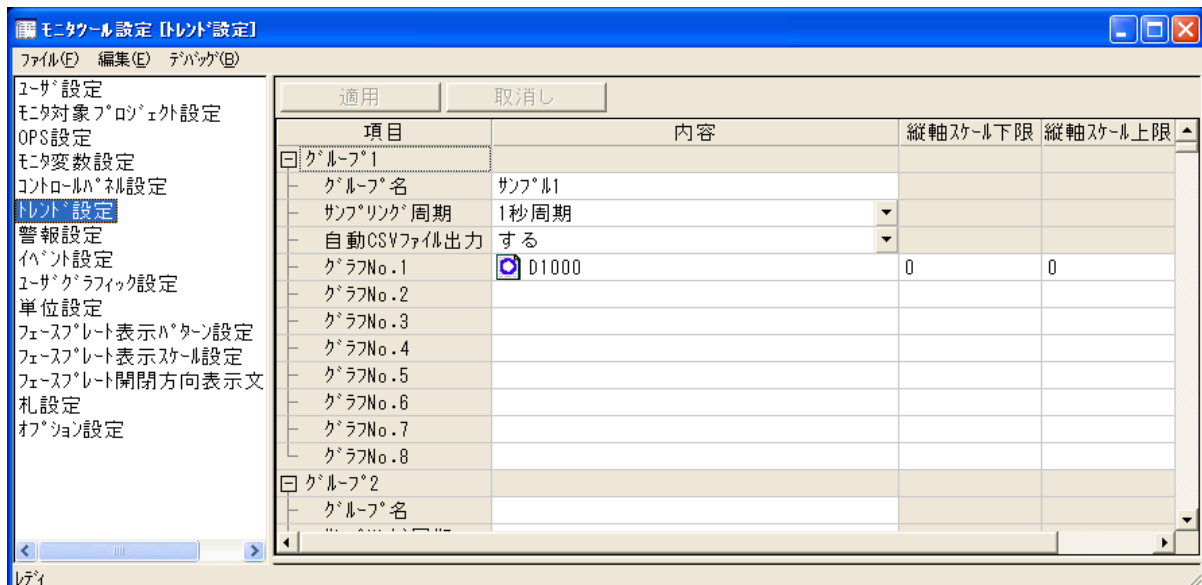 モニタツール設定 [トレンド設定]
ファイル(F) 編集(E) デバッグ(B)
ユーザ設定
モニタ対象プロジェクト設定
OPS設定
モニタ変数設定
コントロールパネル設定
トレンド設定
警報設定
イベント設定
ユーザグラフィック設定
単位設定
フェースプレート表示パターン設定
フェースプレート表示スケール設定
フェースプレート開閉方向表示文
札設定
オプション設定
適用 取消し
項目 内容 縦軸スケール下限 縦軸スケール上限
グループ1
グループ名 サンプル1
サンプリング周期 1秒周期
自動CSVファイル出力 する
グラフNo.1 D1000 0 0
グラフNo.2
グラフNo.3
グラフNo.4
グラフNo.5
グラフNo.6
グラフNo.7
グラフNo.8
グループ2
グループ名
レディ